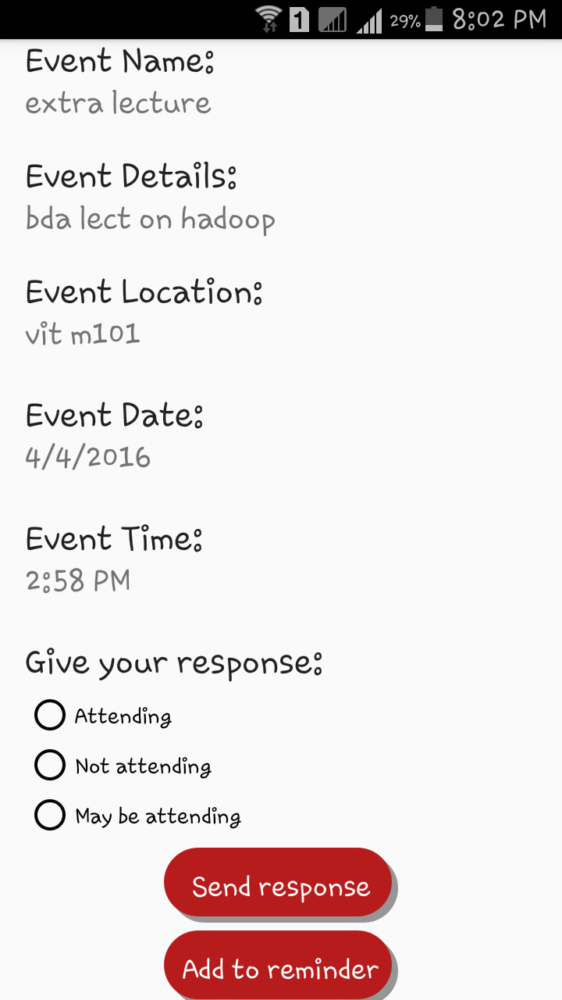 1 29% 8:02 PM
Event Name:
extra lecture
Event Details:
bda lect on hadoop
Event Location:
vit m101
Event Date:
4/4/2016
Event Time:
2:58 PM
Give your response:
Attending
Not attending
May be attending
Send response
Add to reminder